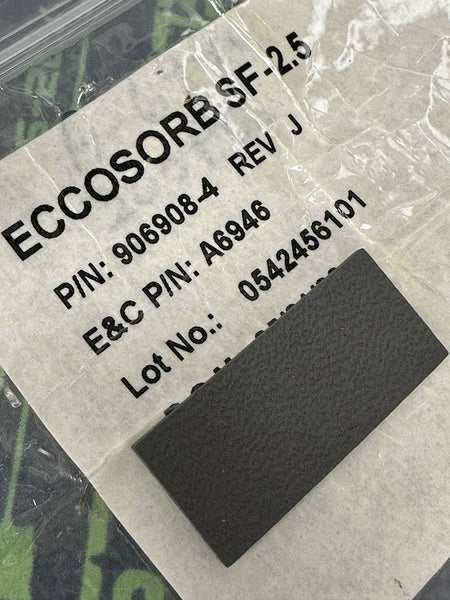 ECCOSORB SF-2.5
P/N: 906908-4 REV J
E&C P/N: A6946
Lot No.: 0542456101